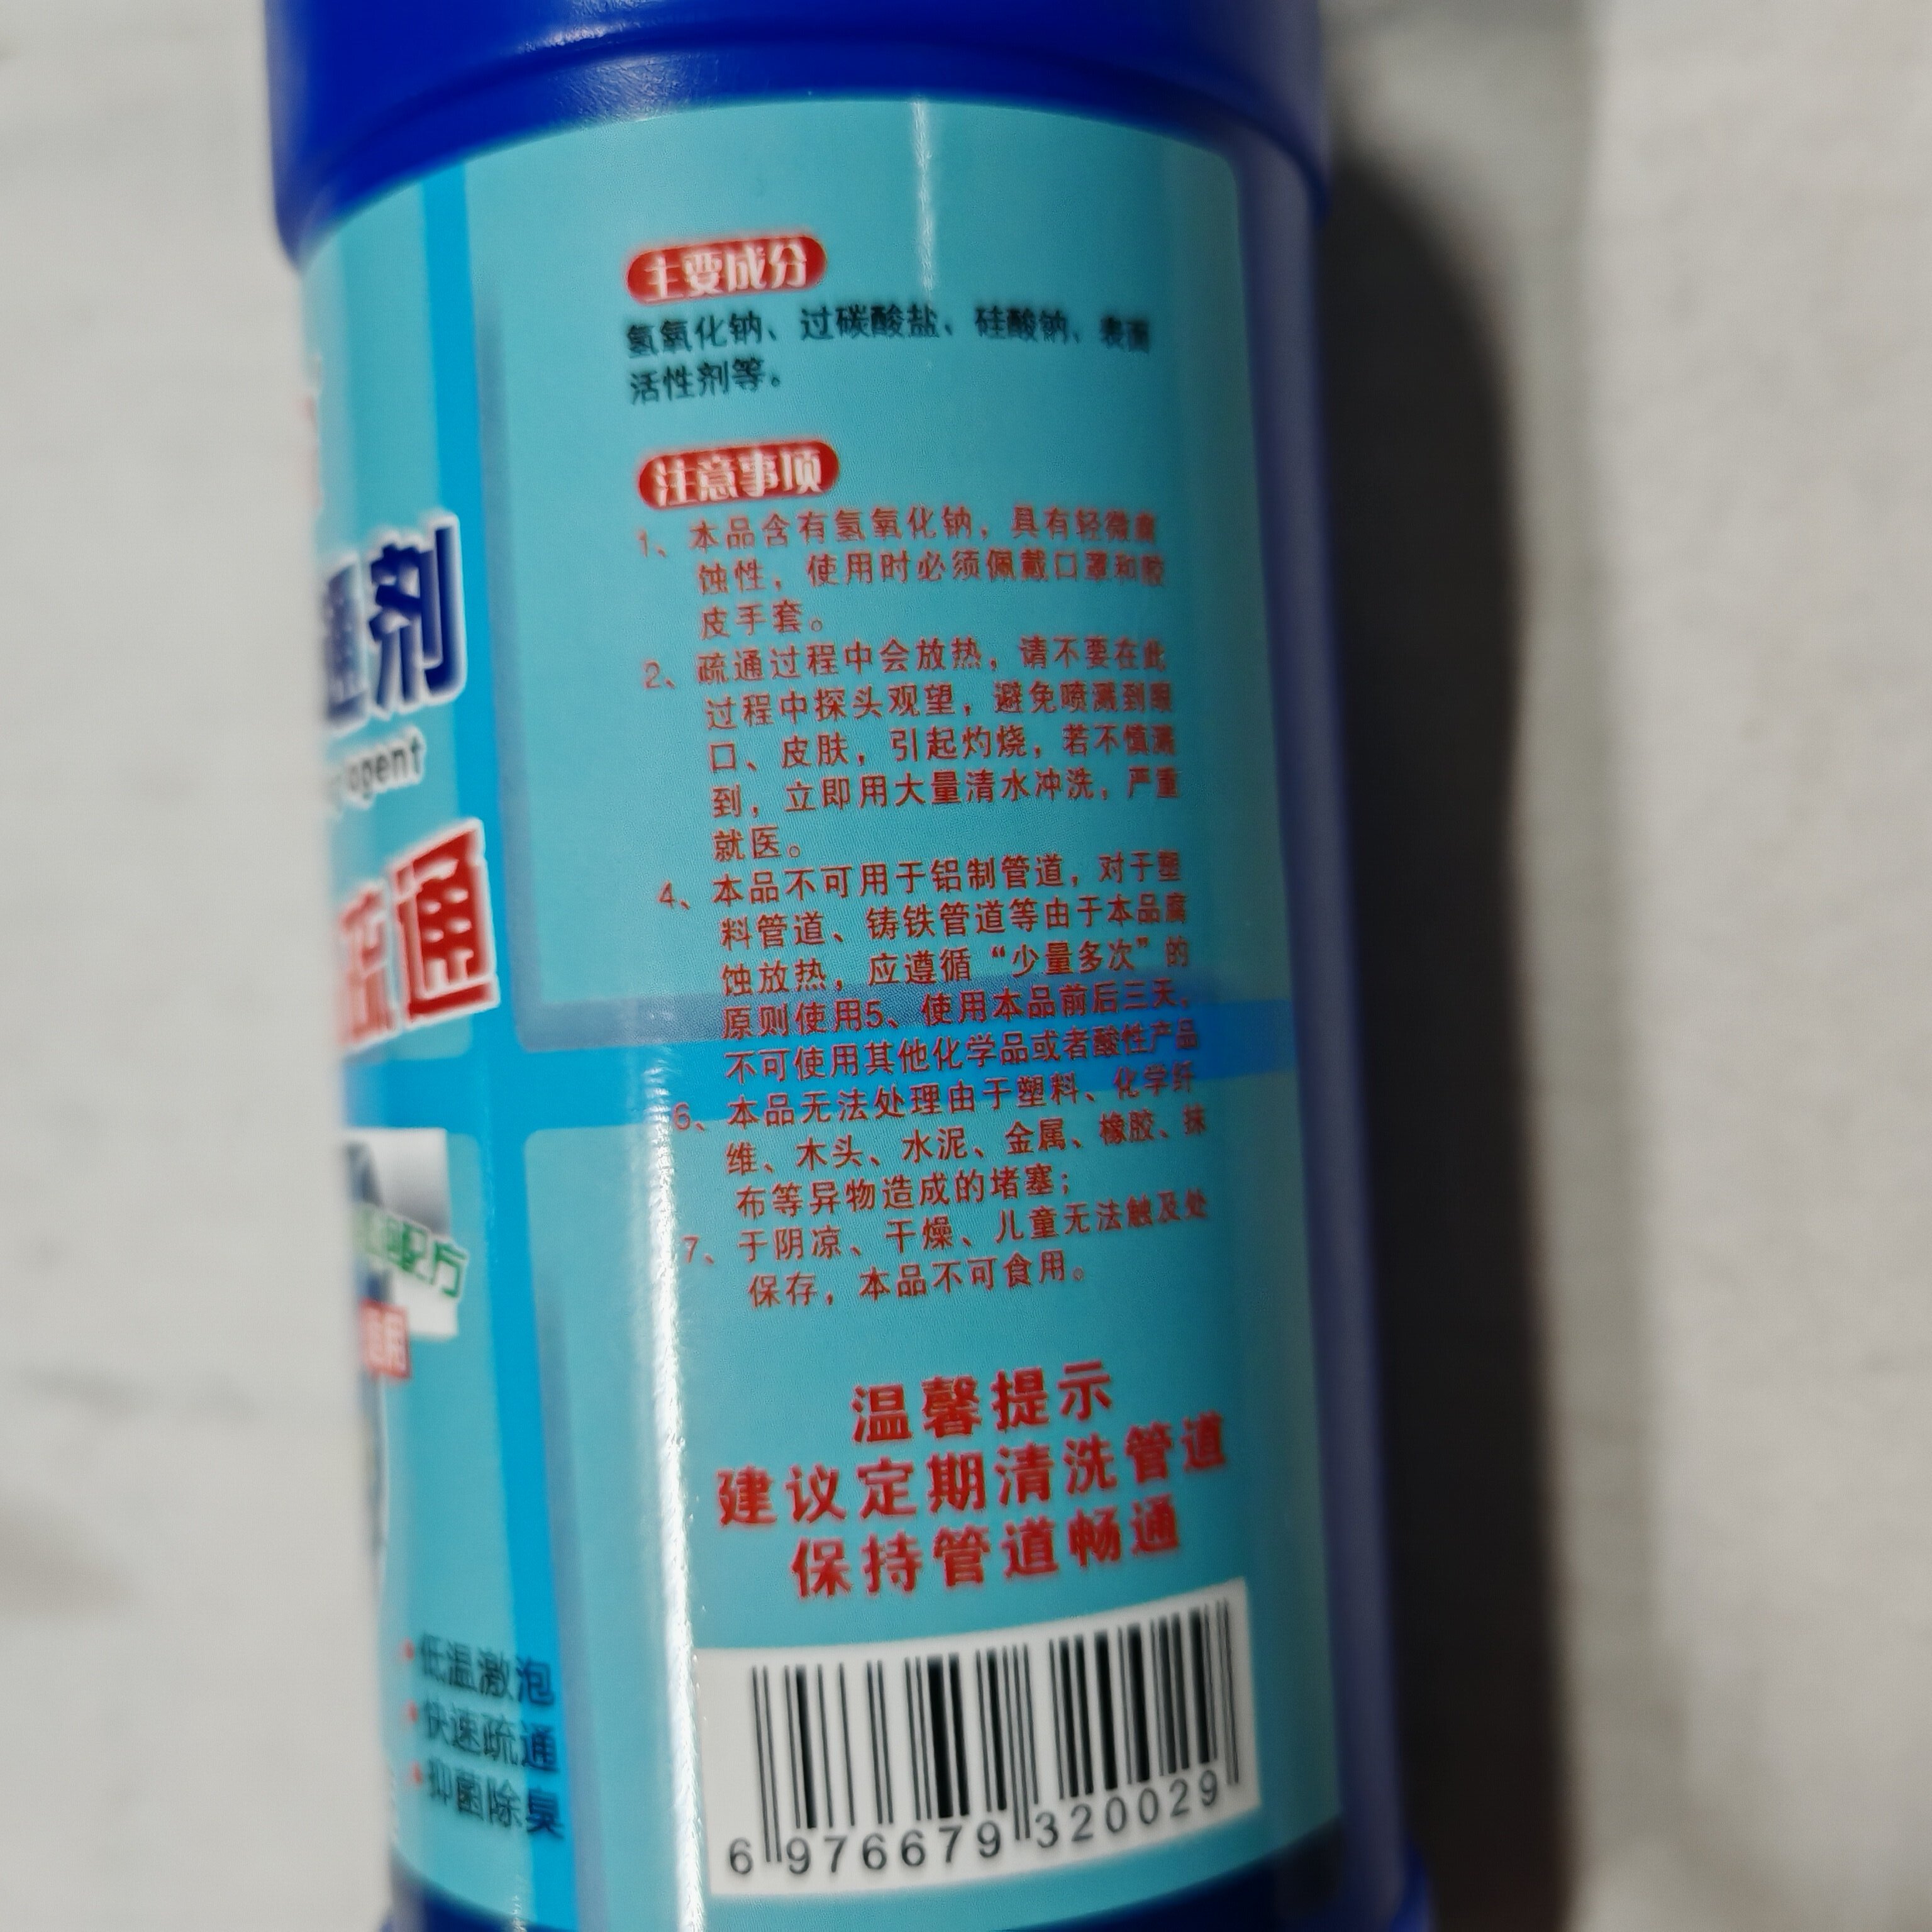 主要成分
氢氧化钠、过碳酸盐、硅酸钠、表面
活性剂等。
注意事项
1、本品含有氢氧化钠，具有轻微腐
蚀性，使用时必须佩戴口罩和胶
皮手套。
2、疏通过程中会放热，请不要在此
过程中探头观望，避免喷溅到眼
口、皮肤，引起灼烧，若不慎溅
到，立即用大量清水冲洗，严重
就医。
4、本品不可用于铝制管道，对于塑
料管道、铸铁管道等由于本品腐
蚀放热，应遵循“少量多次”的
原则使用5、使用本品前后三天，
不可使用其他化学品或者酸性产品
6、本品无法处理由于塑料、化学纤
维、木头、水泥、金属、橡胶、抹
布等异物造成的堵塞；
7、于阴凉、干燥、儿童无法触及处
保存，本品不可食用。
温馨提示
建议定期清洗管道
保持管道畅通
6 976679 320029
通剂
agent
疏通
配方
低温激泡
快速疏通
抑菌除臭